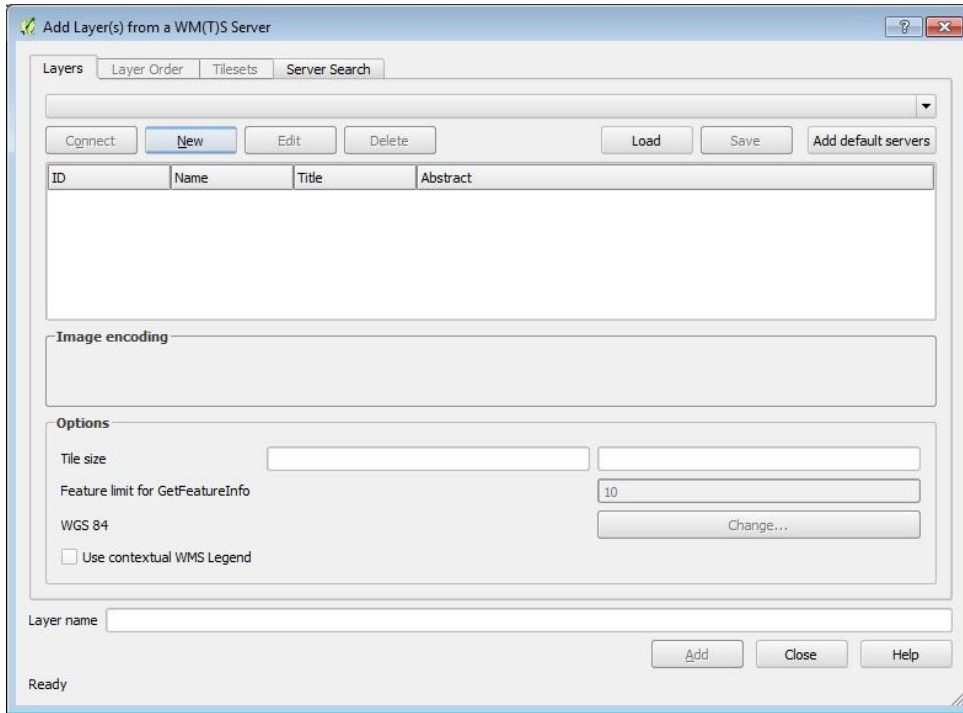 Add Layer(s) from a WM(T)S Server
Layers Layer Order Tilesets Server Search
Connect New Edit Delete Load Save Add default servers
ID Name Title Abstract
Image encoding
Options
Tile size
Feature limit for GetFeatureInfo 10
WGS 84 Change...
Use contextual WMS Legend
Layer name
Add Close Help
Ready